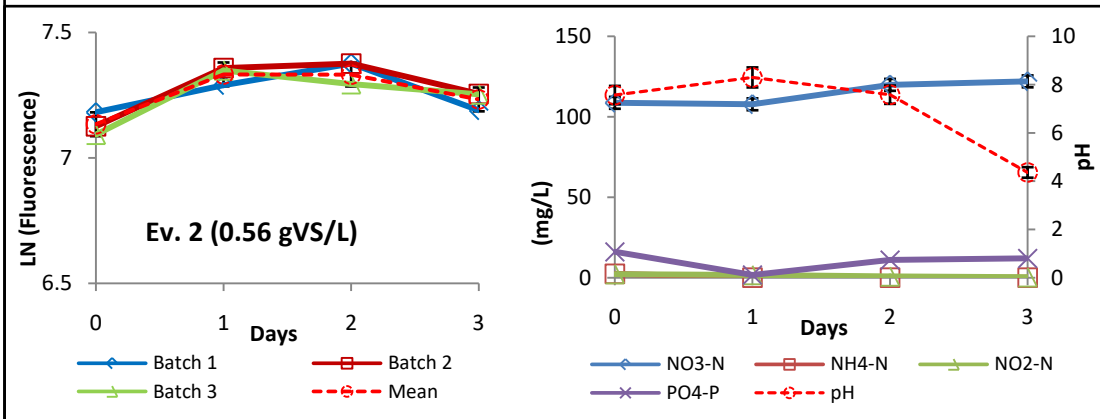 7.5
7
6.5
LN (Fluorescence)
Ev. 2 (0.56 gVS/L)
0 1 2 3
Days
Batch 1 Batch 2
Batch 3 Mean
150
100
50
0
(mg/L)
10
8
6
4
2
0
pH
0 1 2 3
Days
NO3-N NH4-N NO2-N
PO4-P pH